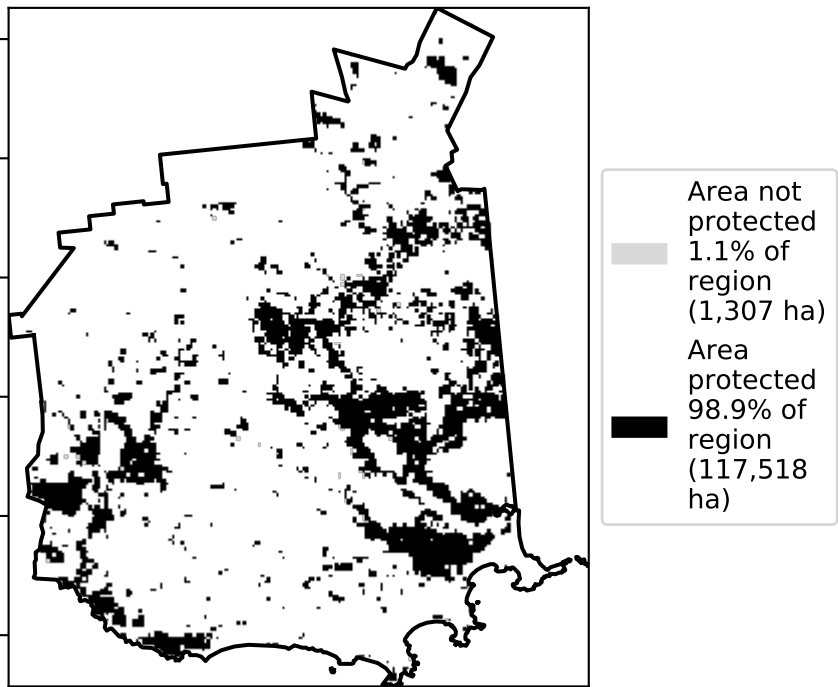 Area not
protected
1.1% of
region
(1,307 ha)
Area
protected
98.9% of
region
(117,518
ha)